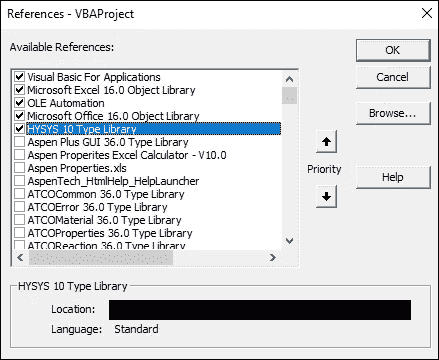 References - VBAProject
Available References:
OK
Visual Basic For Applications
Microsoft Excel 16.0 Object Library
OLE Automation
Microsoft Office 16.0 Object Library
HYSYS 10 Type Library
Aspen Plus GUI 36.0 Type Library
Aspen Properites Excel Calculator - V10.0
Aspen Properties.xls
AspenTech_HtmlHelp_HelpLauncher
ATCOCommon 36.0 Type Library
ATCOError 36.0 Type Library
ATCOMaterial 36.0 Type Library
ATCOProperties 36.0 Type Library
ATCOReaction 36.0 Type Library
Cancel
Browse...
Priority
Help
HYSYS 10 Type Library
Location:
Language: Standard